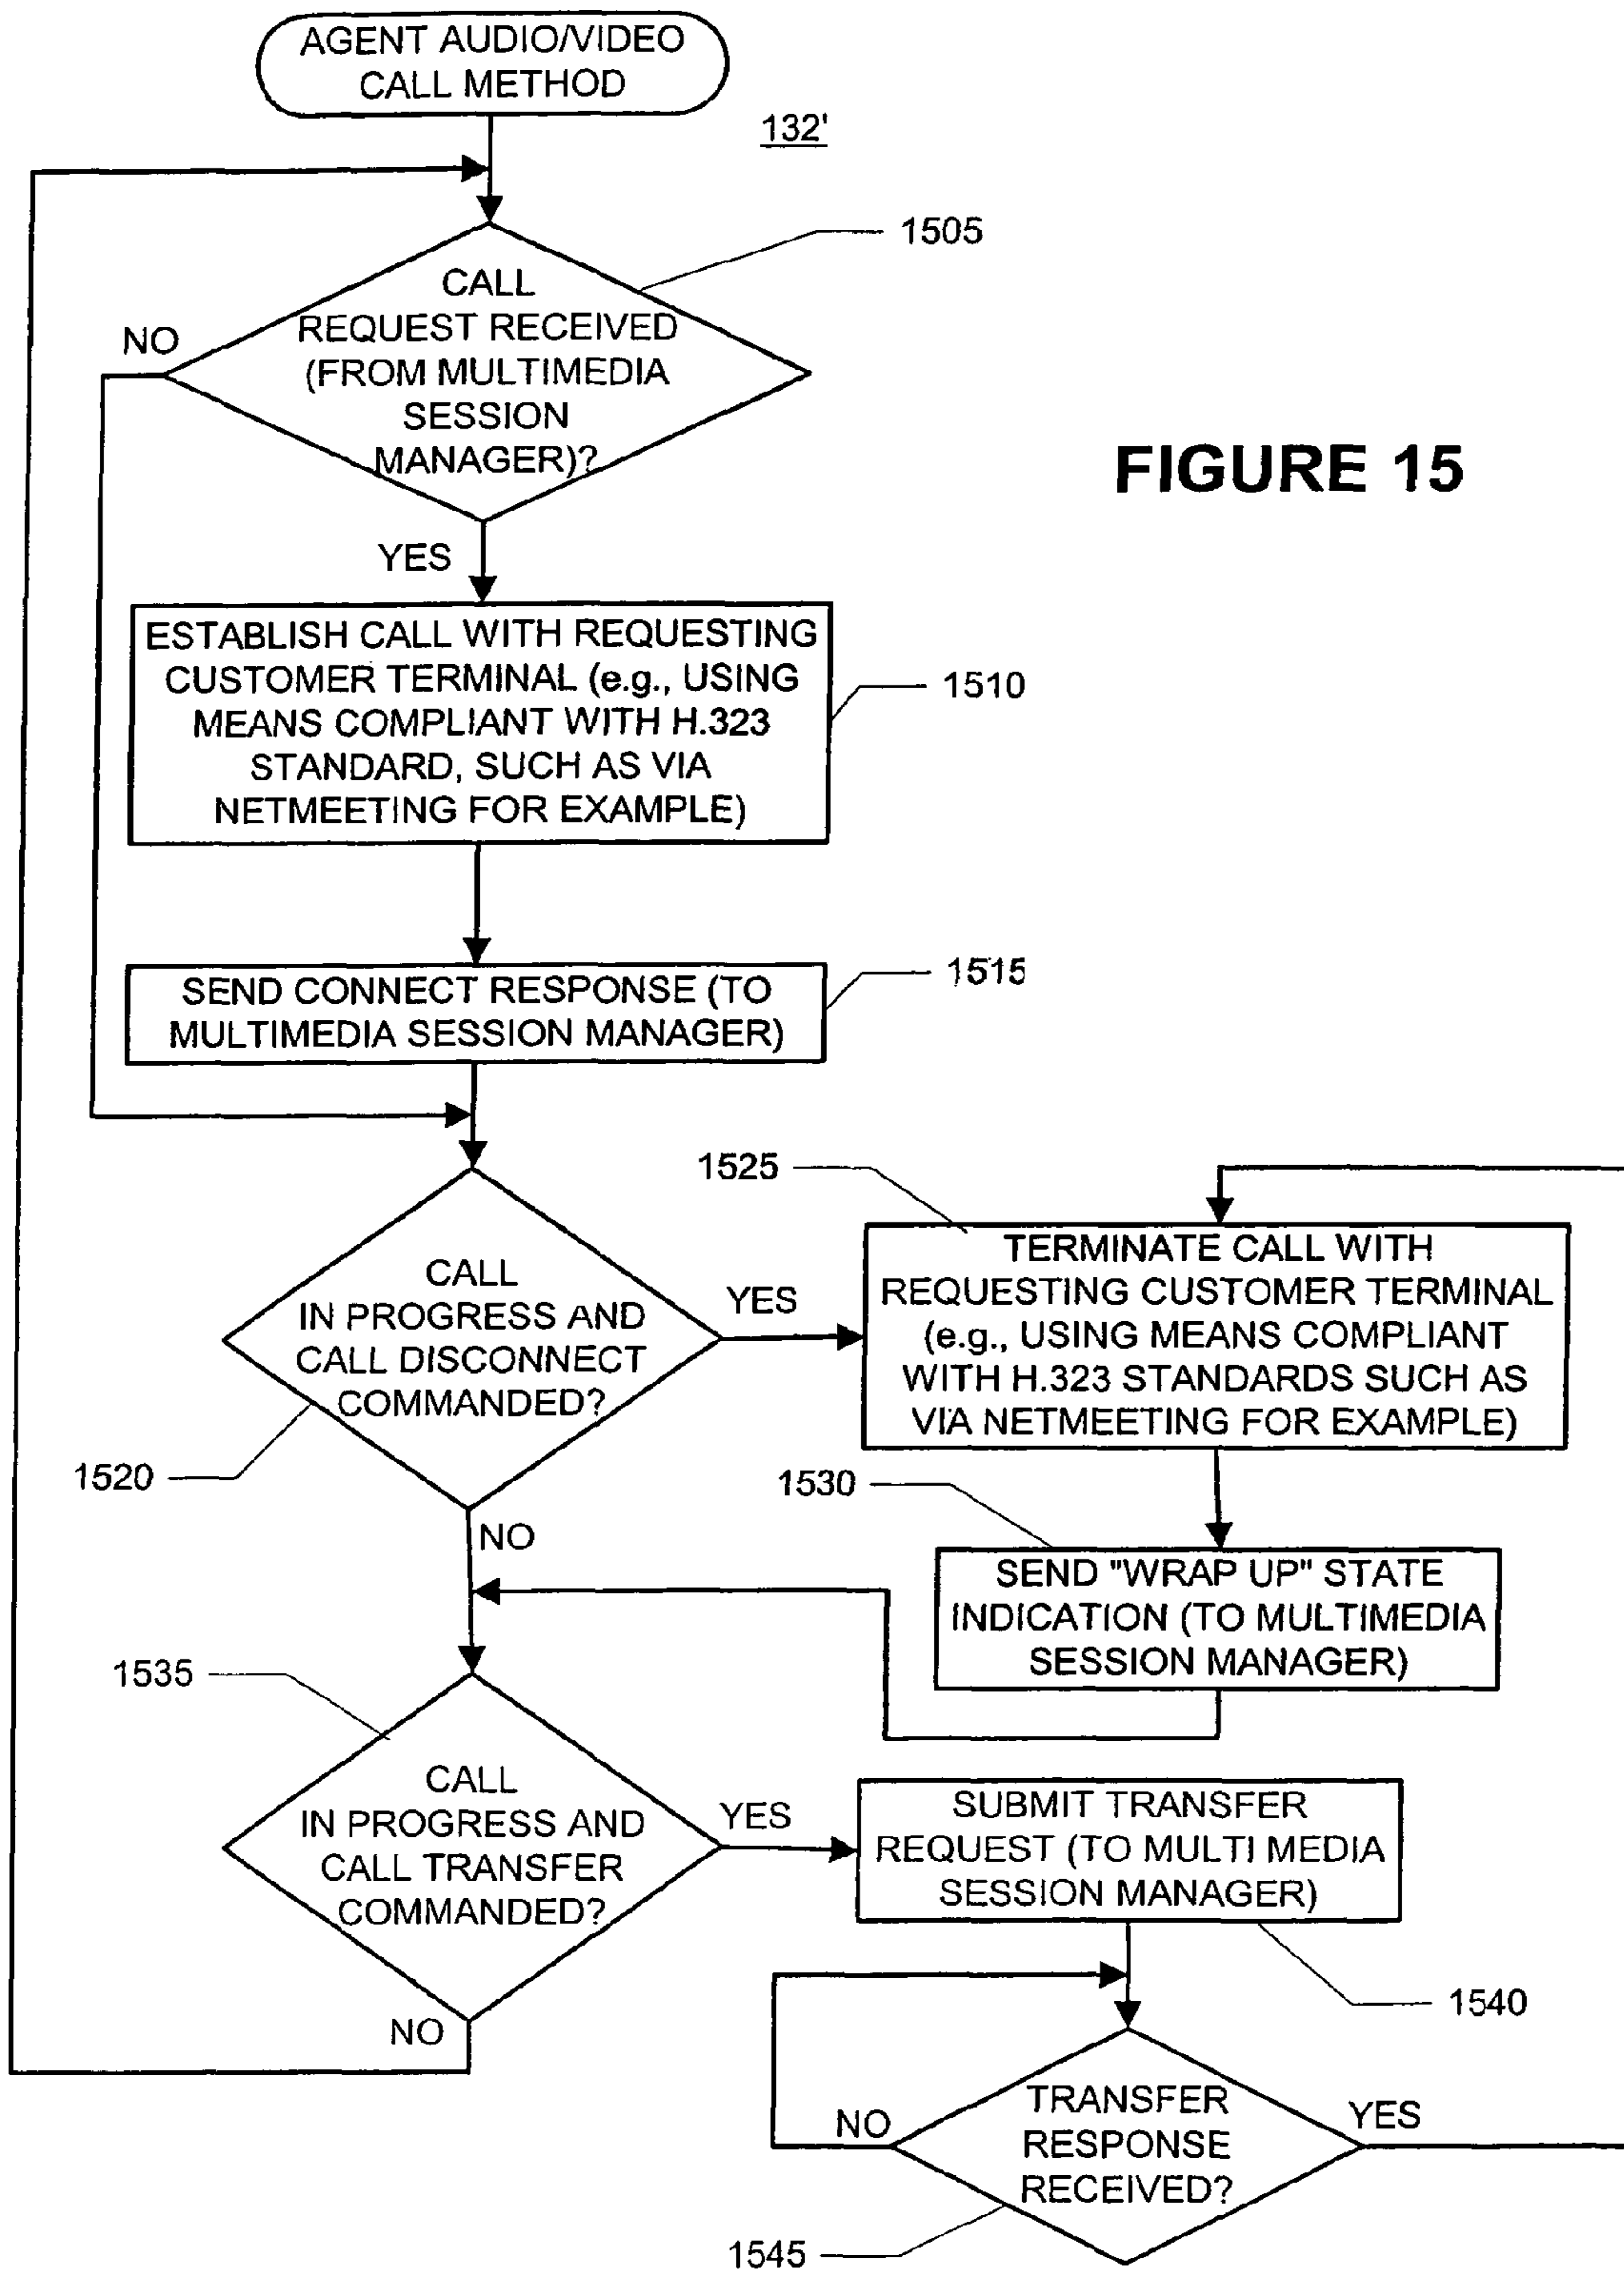 AGENT AUDIO/VIDEO
CALL METHOD
132'
1505
CALL
REQUEST RECEIVED
(FROM MULTIMEDIA
SESSION
MANAGER)?
NO
FIGURE 15
YES
ESTABLISH CALL WITH REQUESTING
CUSTOMER TERMINAL (e.g., USING
MEANS COMPLIANT WITH H.323
STANDARD, SUCH AS VIA
NETMEETING FOR EXAMPLE)
1510
SEND CONNECT RESPONSE (TO
MULTIMEDIA SESSION MANAGER)
1515
CALL
IN PROGRESS AND
CALL DISCONNECT
COMMANDED?
YES
1520
NO
1525
TERMINATE CALL WITH
REQUESTING CUSTOMER TERMINAL
(e.g., USING MEANS COMPLIANT
WITH H.323 STANDARDS SUCH AS
VIA NETMEETING FOR EXAMPLE)
1530
SEND "WRAP UP" STATE
INDICATION (TO MULTIMEDIA
SESSION MANAGER)
1535
CALL
IN PROGRESS AND
CALL TRANSFER
COMMANDED?
YES
NO
SUBMIT TRANSFER
REQUEST (TO MULTI MEDIA
SESSION MANAGER)
1540
TRANSFER
RESPONSE
RECEIVED?
NO
YES
1545